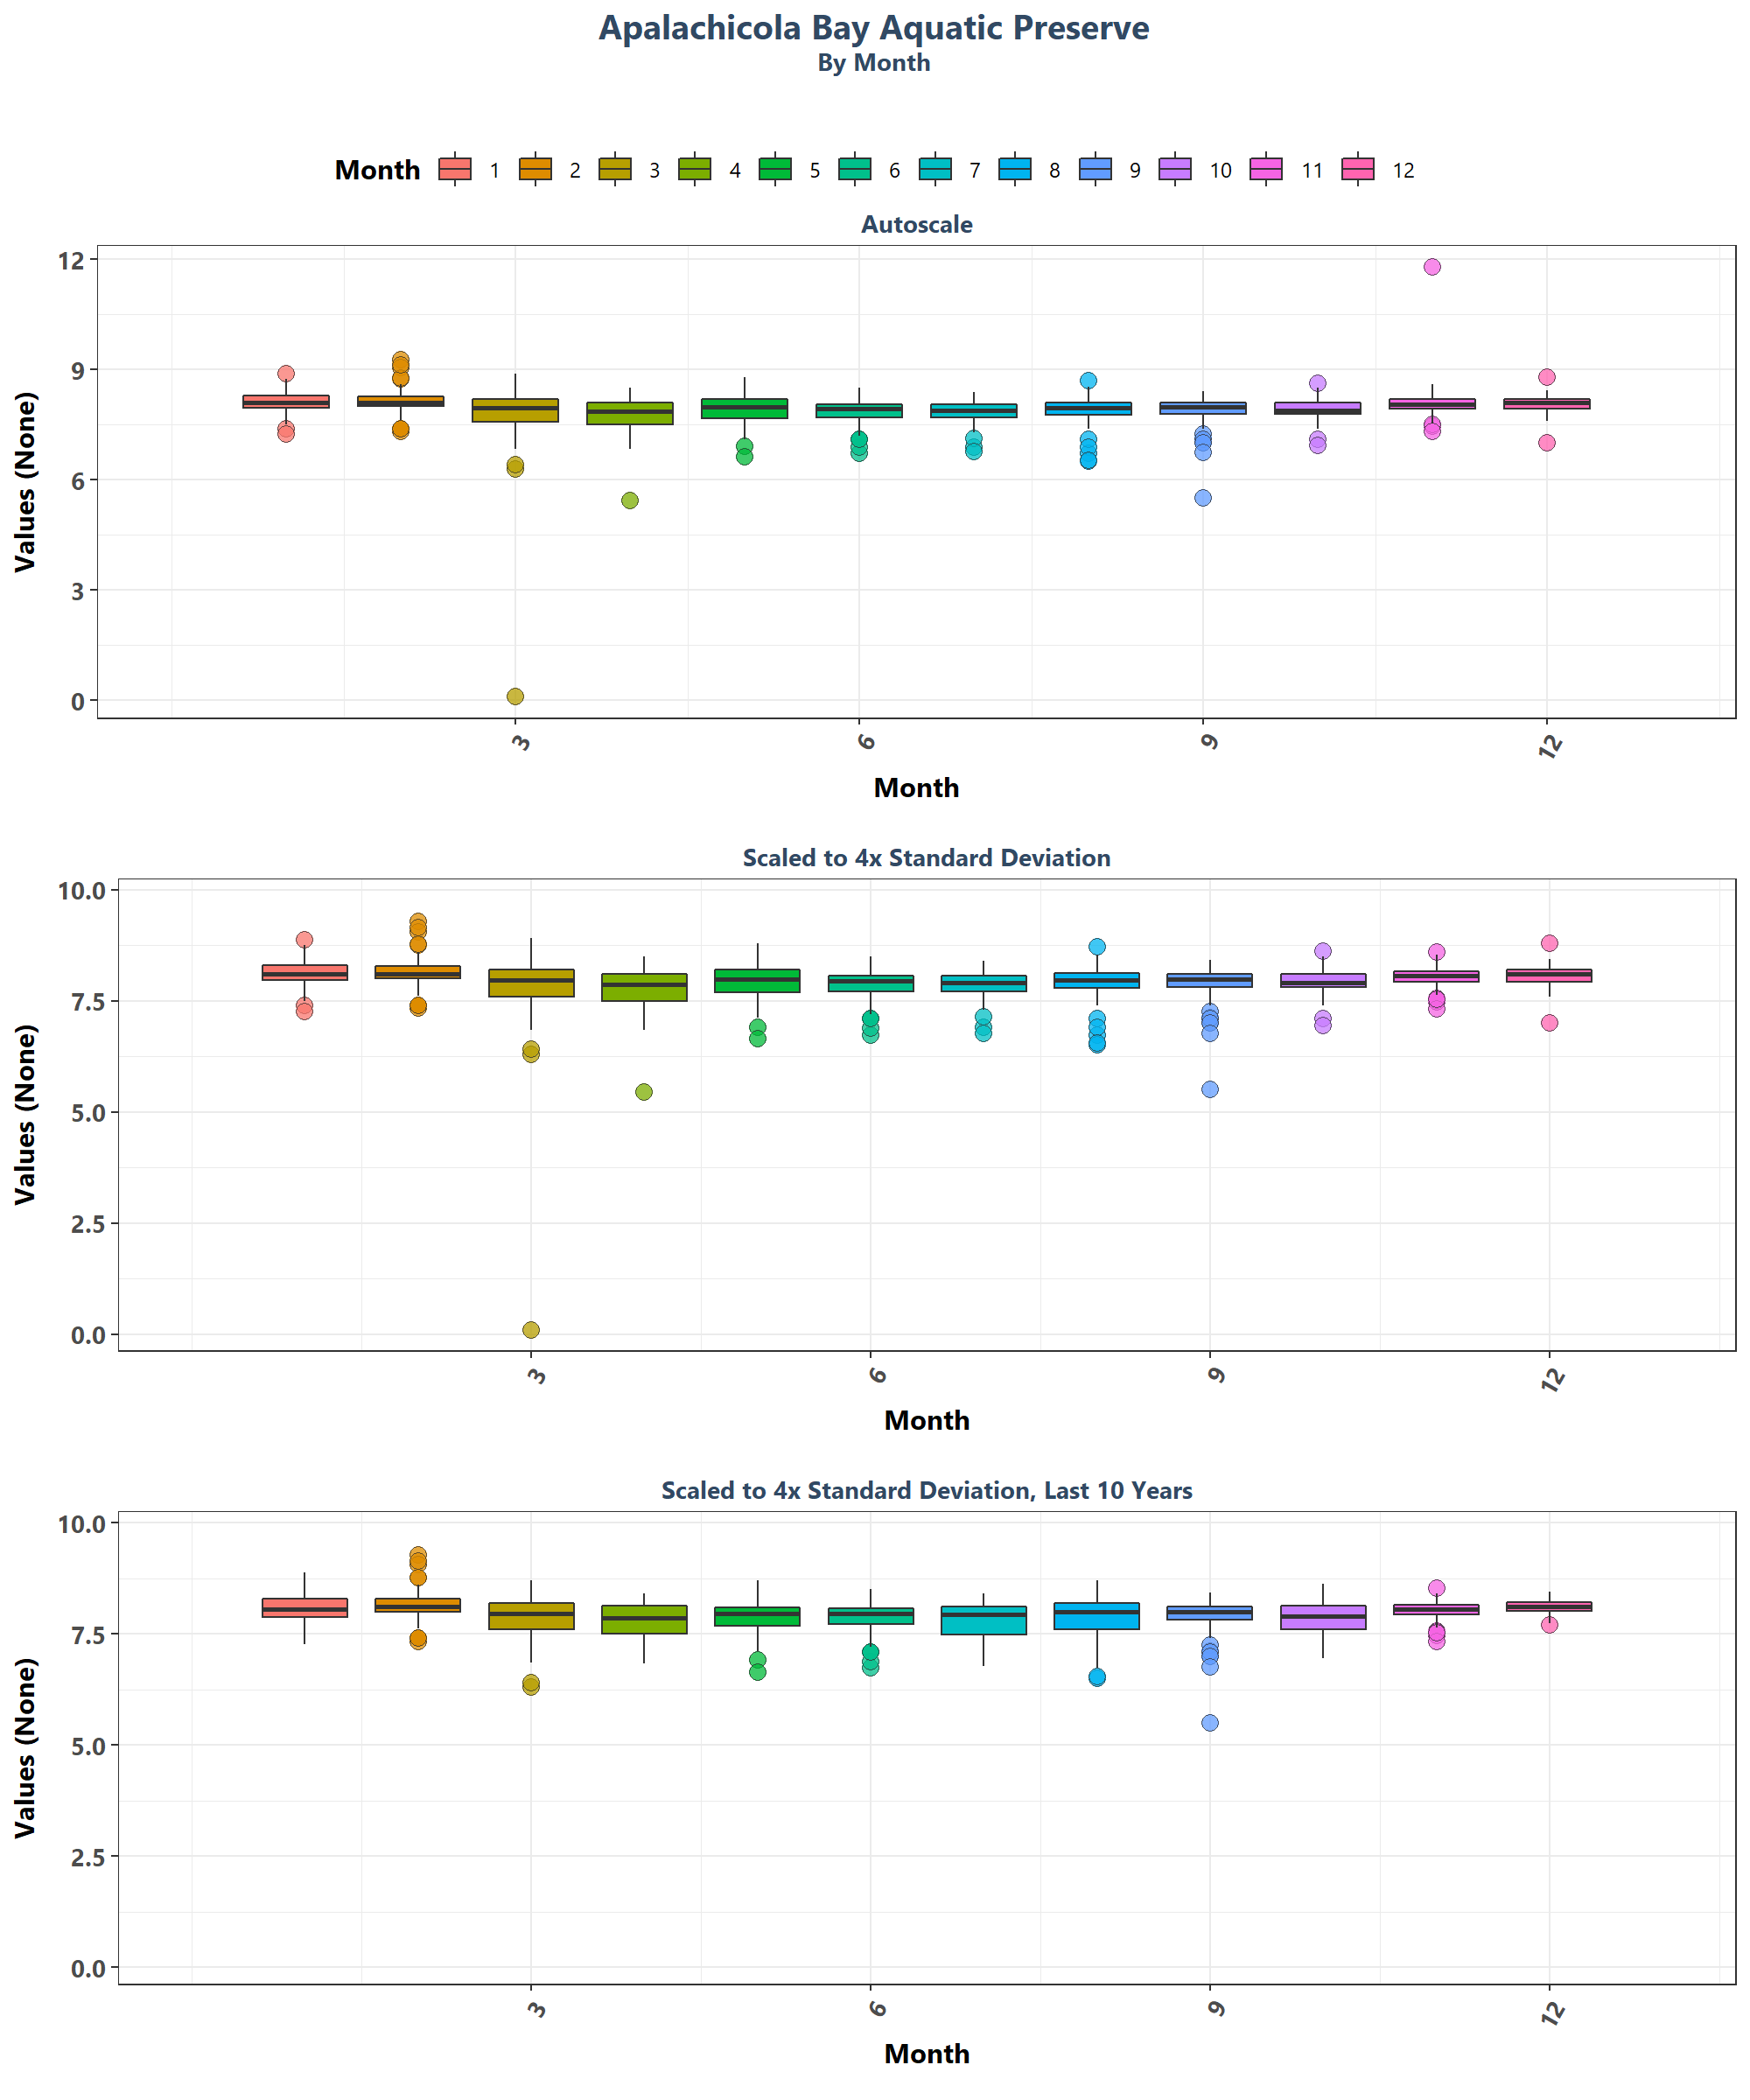 Apalachicola Bay Aquatic Preserve
By Month
Month 1 2 3 4 5 6 7 8 9 10 11 12
Autoscale
12
9
6
3
0
Values (None)
3 6 9 12
Month
Scaled to 4x Standard Deviation
10.0
7.5
5.0
2.5
0.0
Values (None)
3 6 9 12
Month
Scaled to 4x Standard Deviation, Last 10 Years
10.0
7.5
5.0
2.5
0.0
Values (None)
3 6 9 12
Month